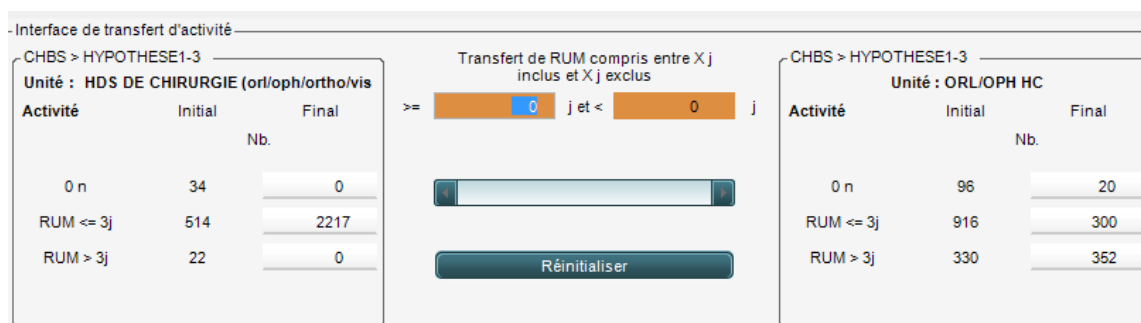 Interface de transfert d'activité
CHBS > HYPOTHESE1-3
Unité : HDS DE CHIRURGIE (orl/oph/ortho/vis
Activité Initial Final
Nb.
0 n 34 0
RUM <= 3j 514 2217
RUM > 3j 22 0
Transfert de RUM compris entre X j
inclus et X j exclus
>= 0 j et < 0 j
Réinitialiser
CHBS > HYPOTHESE1-3
Unité : ORL/OPH HC
Activité Initial Final
Nb.
0 n 96 20
RUM <= 3j 916 300
RUM > 3j 330 352